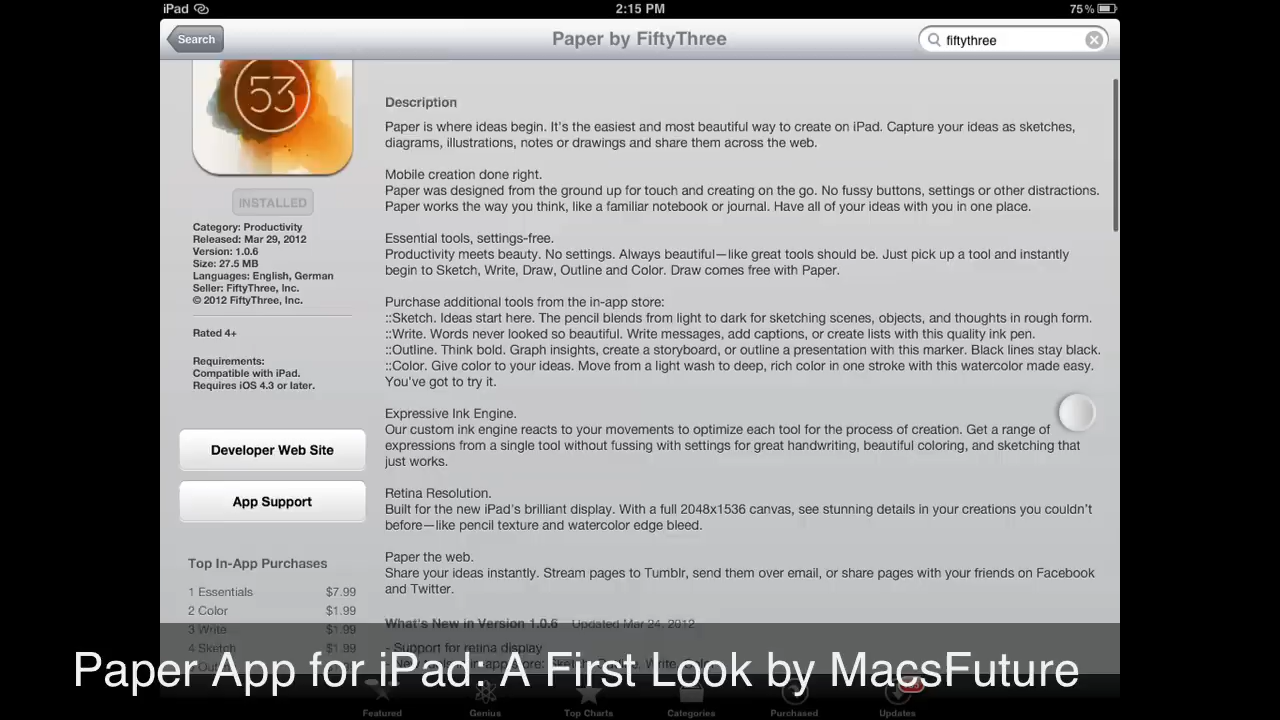 iPad 2:15 PM 75%
Search Paper by FiftyThree fiftythree
53
INSTALLED
Category: Productivity
Released: Mar 29, 2012
Version: 1.0.6
Size: 27.5 MB
Languages: English, German
Seller: FiftyThree, Inc.
© 2012 FiftyThree, Inc.
Rated 4+
Requirements:
Compatible with iPad.
Requires iOS 4.3 or later.
Developer Web Site
App Support
Top In-App Purchases
1 Essentials $7.99
2 Color $1.99
3 Write $1.99
4 Sketch $1.99
Description
Paper is where ideas begin. It's the easiest and most beautiful way to create on iPad. Capture your ideas as sketches,
diagrams, illustrations, notes or drawings and share them across the web.
Mobile creation done right.
Paper was designed from the ground up for touch and creating on the go. No fussy buttons, settings or other distractions.
Paper works the way you think, like a familiar notebook or journal. Have all of your ideas with you in one place.
Essential tools, settings-free.
Productivity meets beauty. No settings. Always beautiful—like great tools should be. Just pick up a tool and instantly
begin to Sketch, Write, Draw, Outline and Color. Draw comes free with Paper.
Purchase additional tools from the in-app store:
::Sketch. Ideas start here. The pencil blends from light to dark for sketching scenes, objects, and thoughts in rough form.
::Write. Words never looked so beautiful. Write messages, add captions, or create lists with this quality ink pen.
::Outline. Think bold. Graph insights, create a storyboard, or outline a presentation with this marker. Black lines stay black.
::Color. Give color to your ideas. Move from a light wash to deep, rich color in one stroke with this watercolor made easy.
You've got to try it.
Expressive Ink Engine.
Our custom ink engine reacts to your movements to optimize each tool for the process of creation. Get a range of
expressions from a single tool without fussing with settings for great handwriting, beautiful coloring, and sketching that
just works.
Retina Resolution.
Built for the new iPad's brilliant display. With a full 2048x1536 canvas, see stunning details in your creations you couldn't
before—like pencil texture and watercolor edge bleed.
Paper the web.
Share your ideas instantly. Stream pages to Tumblr, send them over email, or share pages with your friends on Facebook
and Twitter.
What's New in Version 1.0.6 Updated Mar 24, 2012
- Support for retina display
Paper App for iPad: A First Look by MacsFuture
Featured Genius Top Charts Categories Purchased Updates